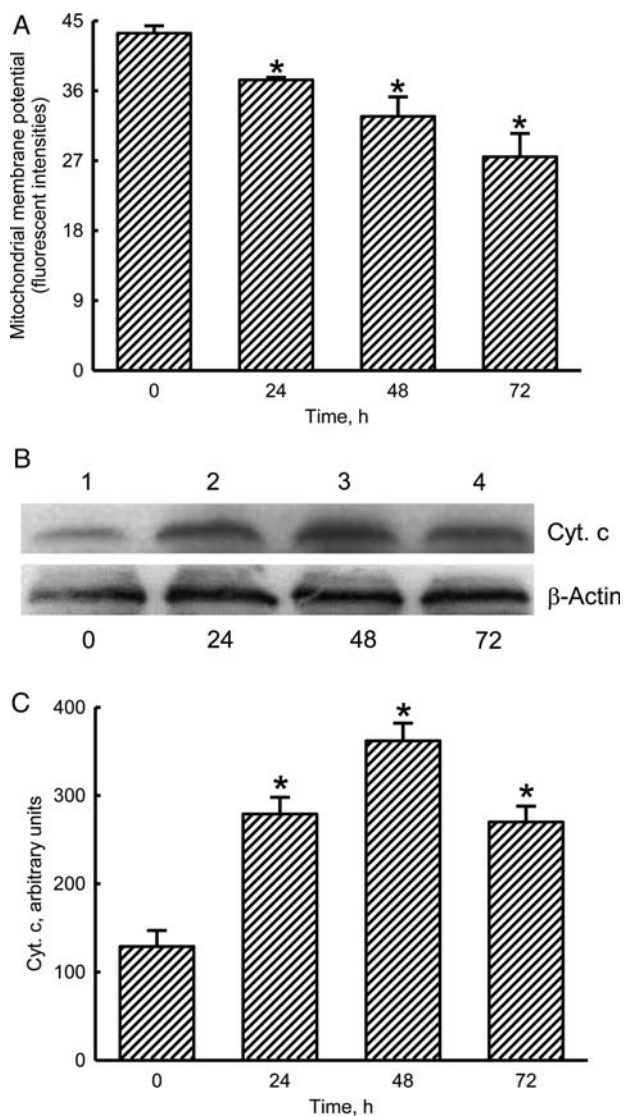 A
Mitochondrial membrane potential
(fluorescent intensities)
45
36
27
18
9
0
* * *
0 24 48 72
Time, h
B
1 2 3 4
Cyt. c
β-Actin
0 24 48 72
C
Cyt. c, arbitrary units
400
300
200
100
0
* * *
0 24 48 72
Time, h